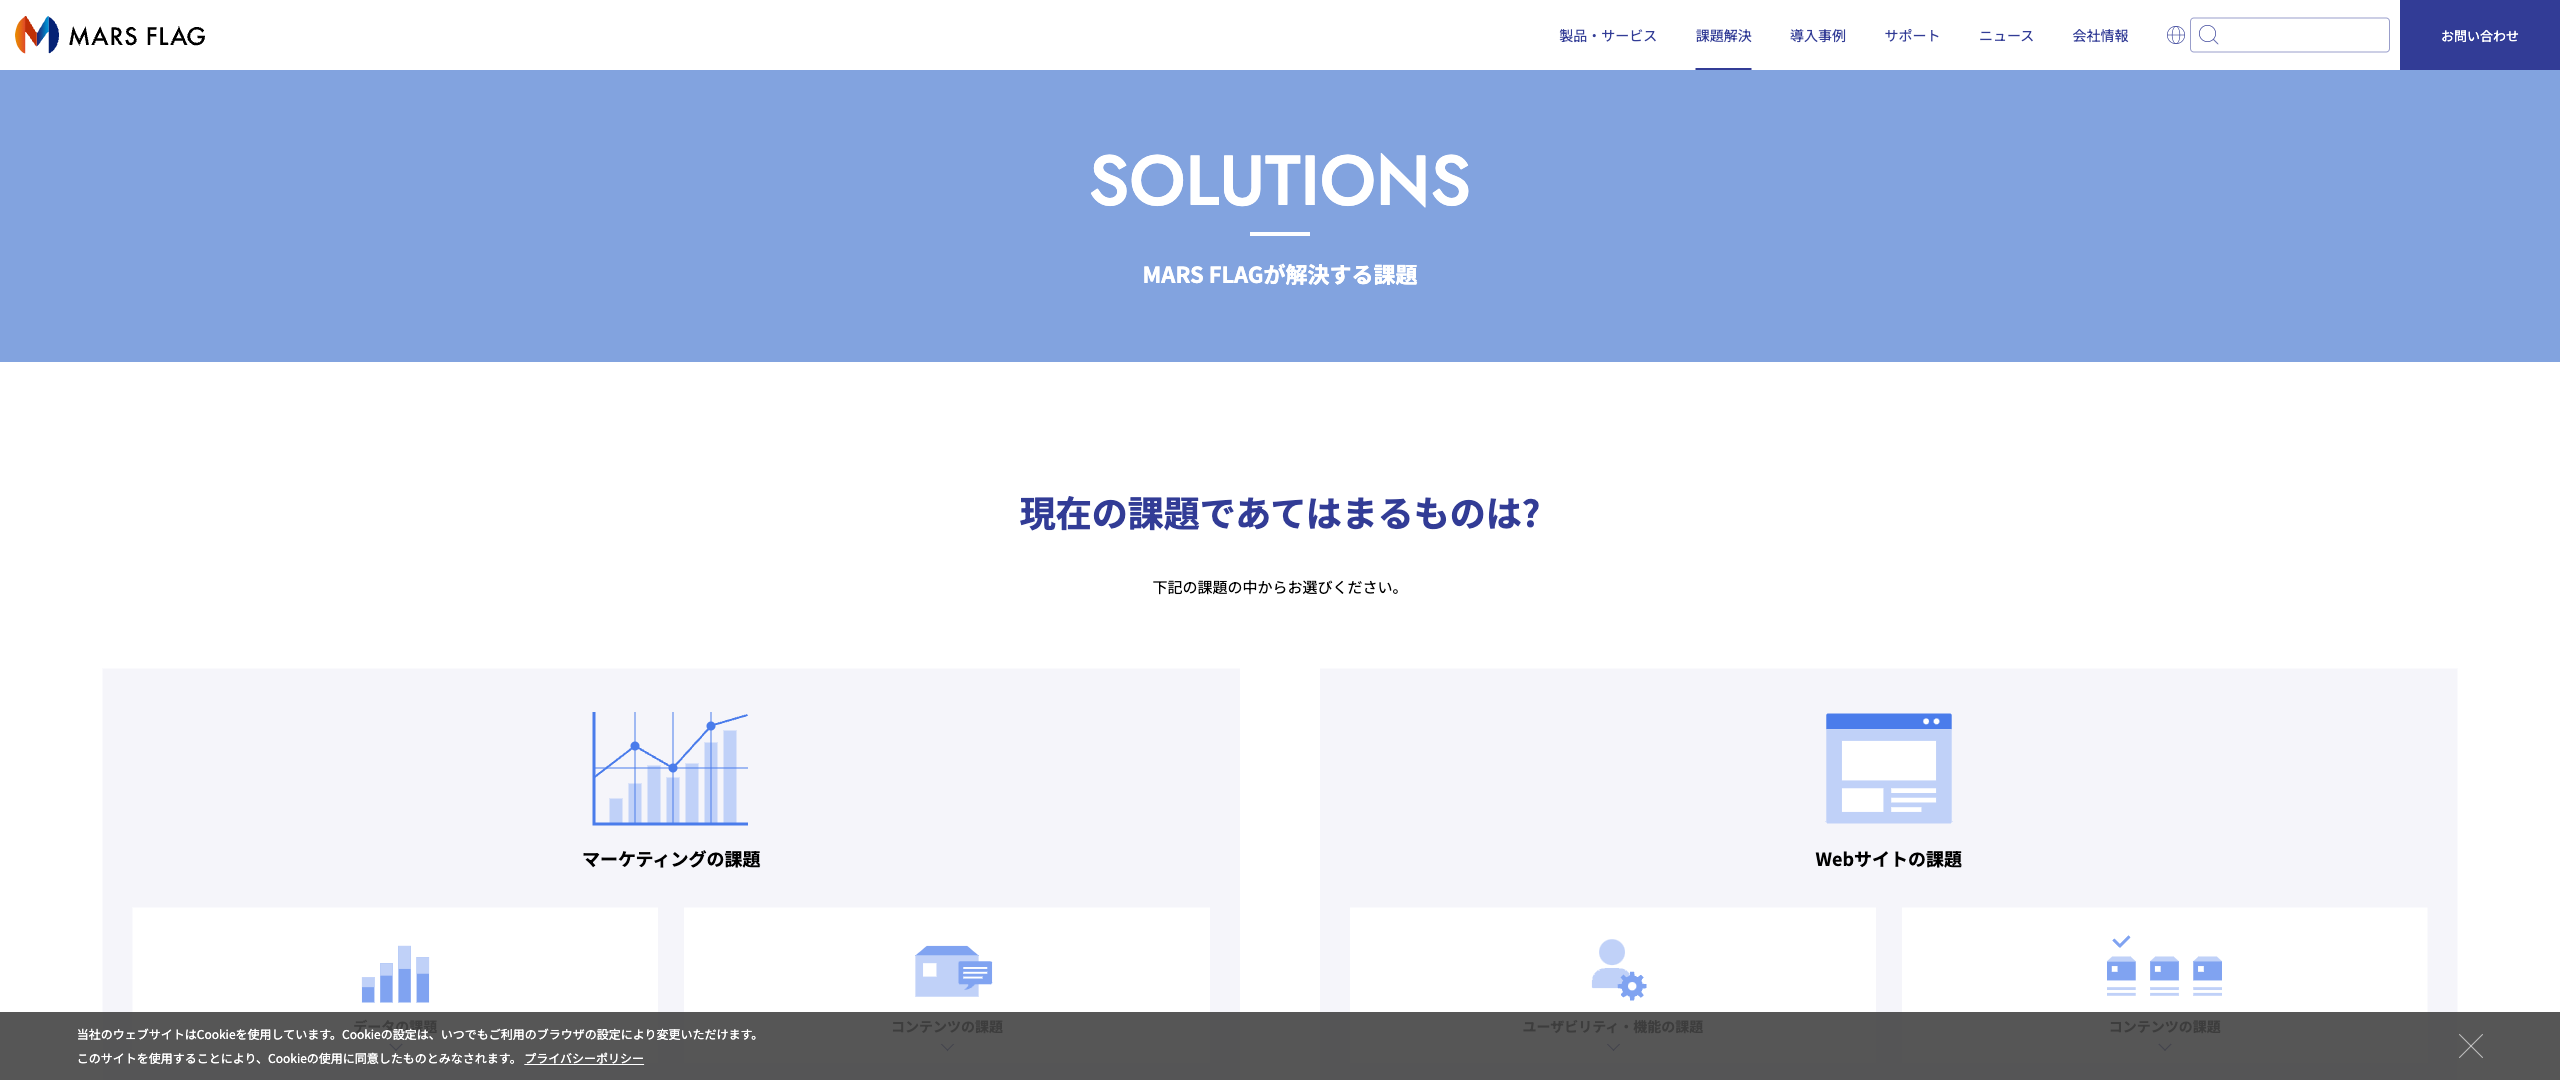 MARS FLAG
製品・サービス
課題解決
導入事例
サポート
ニュース
会社情報
お問い合わせ
SOLUTIONS
MARS FLAGが解決する課題
現在の課題であてはまるものは?
下記の課題の中からお選びください。
マーケティングの課題
Webサイトの課題
データの課題
コンテンツの課題
ユーザビリティ・機能の課題
コンテンツの課題
当社のウェブサイトはCookieを使用しています。Cookieの設定は、いつでもご利用のブラウザの設定により変更いただけます。
このサイトを使用することにより、Cookieの使用に同意したものとみなされます。 プライバシーポリシー